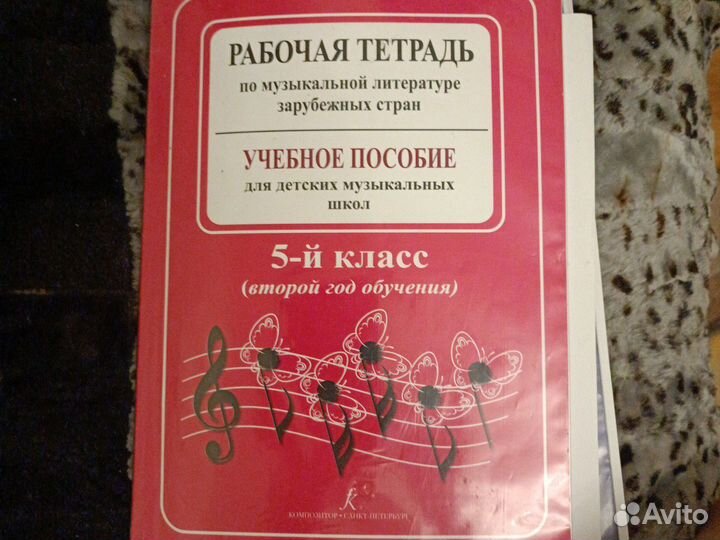 РАБОЧАЯ ТЕТРАДЬ
по музыкальной литературе
зарубежных стран
УЧЕБНОЕ ПОСОБИЕ
для детских музыкальных
школ
5-й класс
(второй год обучения)
КОМПОЗИТОР • САНКТ-ПЕТЕРБУРГ
Avito